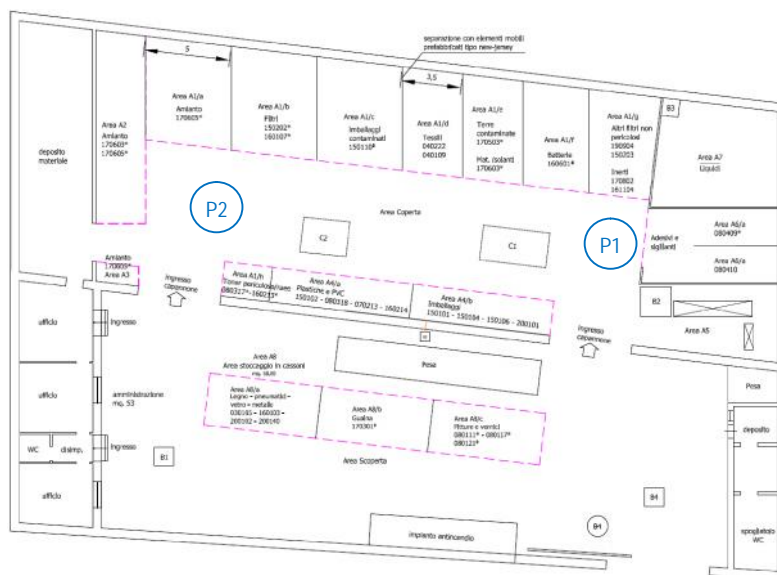 separazione con elementi mobili
prefabbricati tipo new-jersey
5
3,5
deposito
materiale
Area A2
Amianto
170603*
170605*
Area A1/a
Amianto
170605*
Area A1/b
Filtri
150202*
160107*
Area A1/c
Imballaggi
contaminati
150110*
Area A1/d
Tessili
040222
040109
Area A1/e
Terre
contaminate
170503*
Mat. isolanti
170603*
Area A1/f
Batterie
160601*
Area A1/g
Altri filtri non
pericolosi
190904
150203
Inerti
170802
161104
B3
Area A7
Liquidi
P2
Area Coperta
C2
C1
P1
Adesivi e
sigillanti
Area A6/a
080409*
Area A6/a
080410
Amianto
170605*
Area A3
Ingresso
capannone
Area A1/h
Toner pericolosi/raee
080317*-160213*
Area A4/a
Plastiche e PVC
150102 - 080318 - 070213 - 160214
Area A4/b
Imballaggi
150101 - 150104 - 150106 - 200101
Ingresso
capannone
B2
Area A5
ufficio
Ingresso
Area A8
Area stoccaggio in cassoni
Pesa
Pesa
ufficio
amministrazione
mq. 53
Area A8/a
Legno - pneumatici -
vetro - metallo
030105 - 160103 -
200102 - 200140
Area A8/b
Guaina
170301*
Area A8/c
Pitture e vernici
080111* - 080117*
080121*
deposito
WC
disimp.
Ingresso
B1
Area Scoperta
ufficio
B4
B4
impianto antincendio
spogliatoio
WC